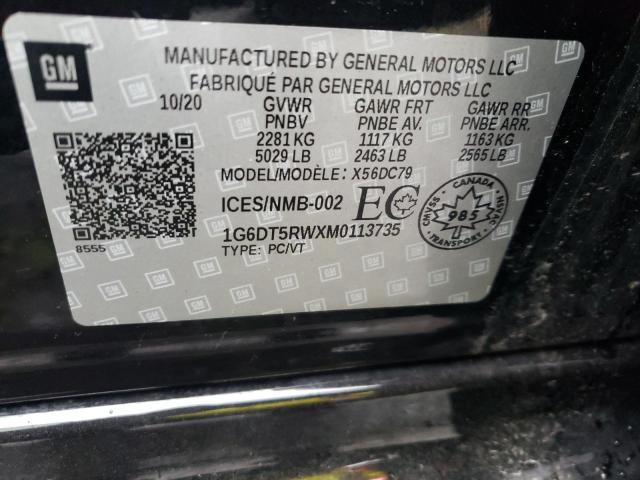 GM
MANUFACTURED BY GENERAL MOTORS LLC
FABRIQUÉ PAR GENERAL MOTORS LLC
10/20 GVWR GAWR FRT GAWR RR
PNBV PNBE AV. PNBE ARR.
2281 KG 1117 KG 1163 KG
5029 LB 2463 LB 2565 LB
MODEL/MODÈLE: X56DC79
ICES/NMB-002 EC
1G6DT5RWXM0113735
TYPE: PC/VT
8555
CANADA
CMVSS 985 NSVAC
TRANSPORT